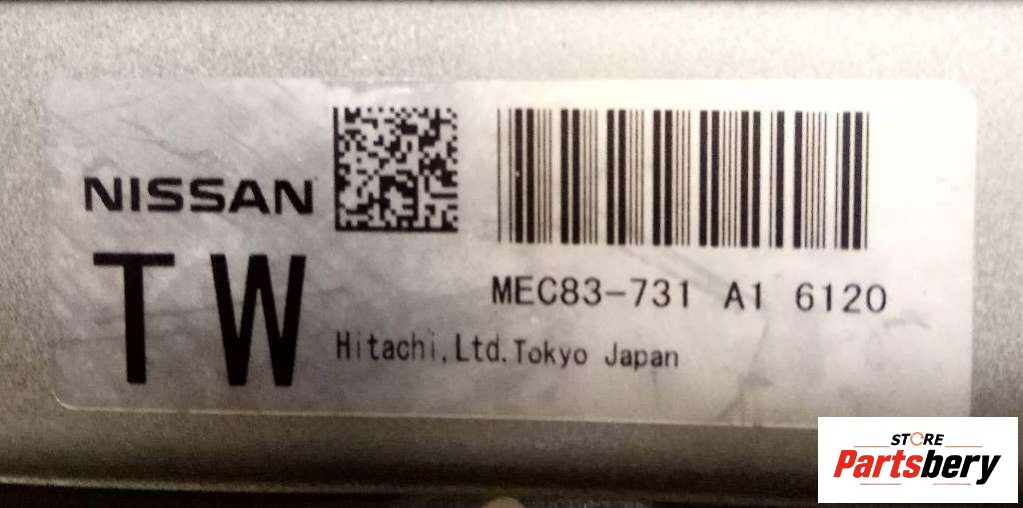 NISSAN
TW
MEC83-731 A1 6120
Hitachi,Ltd.Tokyo Japan
STORE
Partsbery